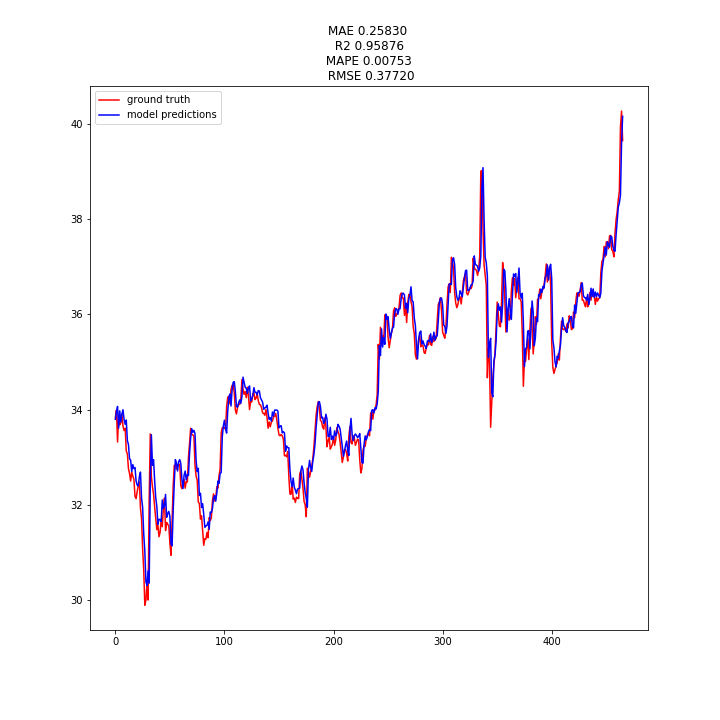 MAE 0.25830
R2 0.95876
MAPE 0.00753
RMSE 0.37720
ground truth
model predictions
40
38
36
34
32
30
0 100 200 300 400